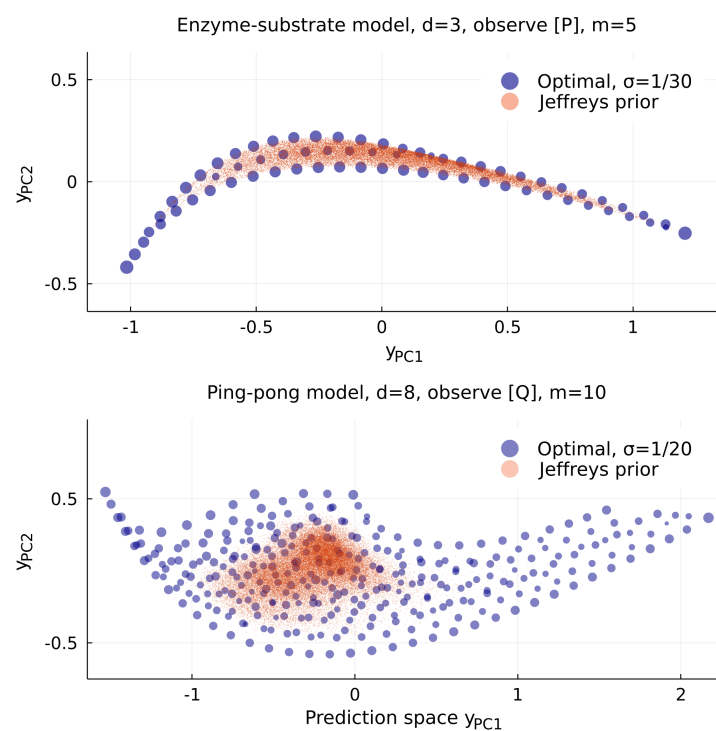 Enzyme-substrate model, d=3, observe [P], m=5
Optimal, σ=1/30
Jeffreys prior
yPC2
0.5
0
-0.5
-1
-0.5
0
0.5
1
yPC1
Ping-pong model, d=8, observe [Q], m=10
Optimal, σ=1/20
Jeffreys prior
yPC2
0.5
-0.5
-1
0
1
2
Prediction space yPC1